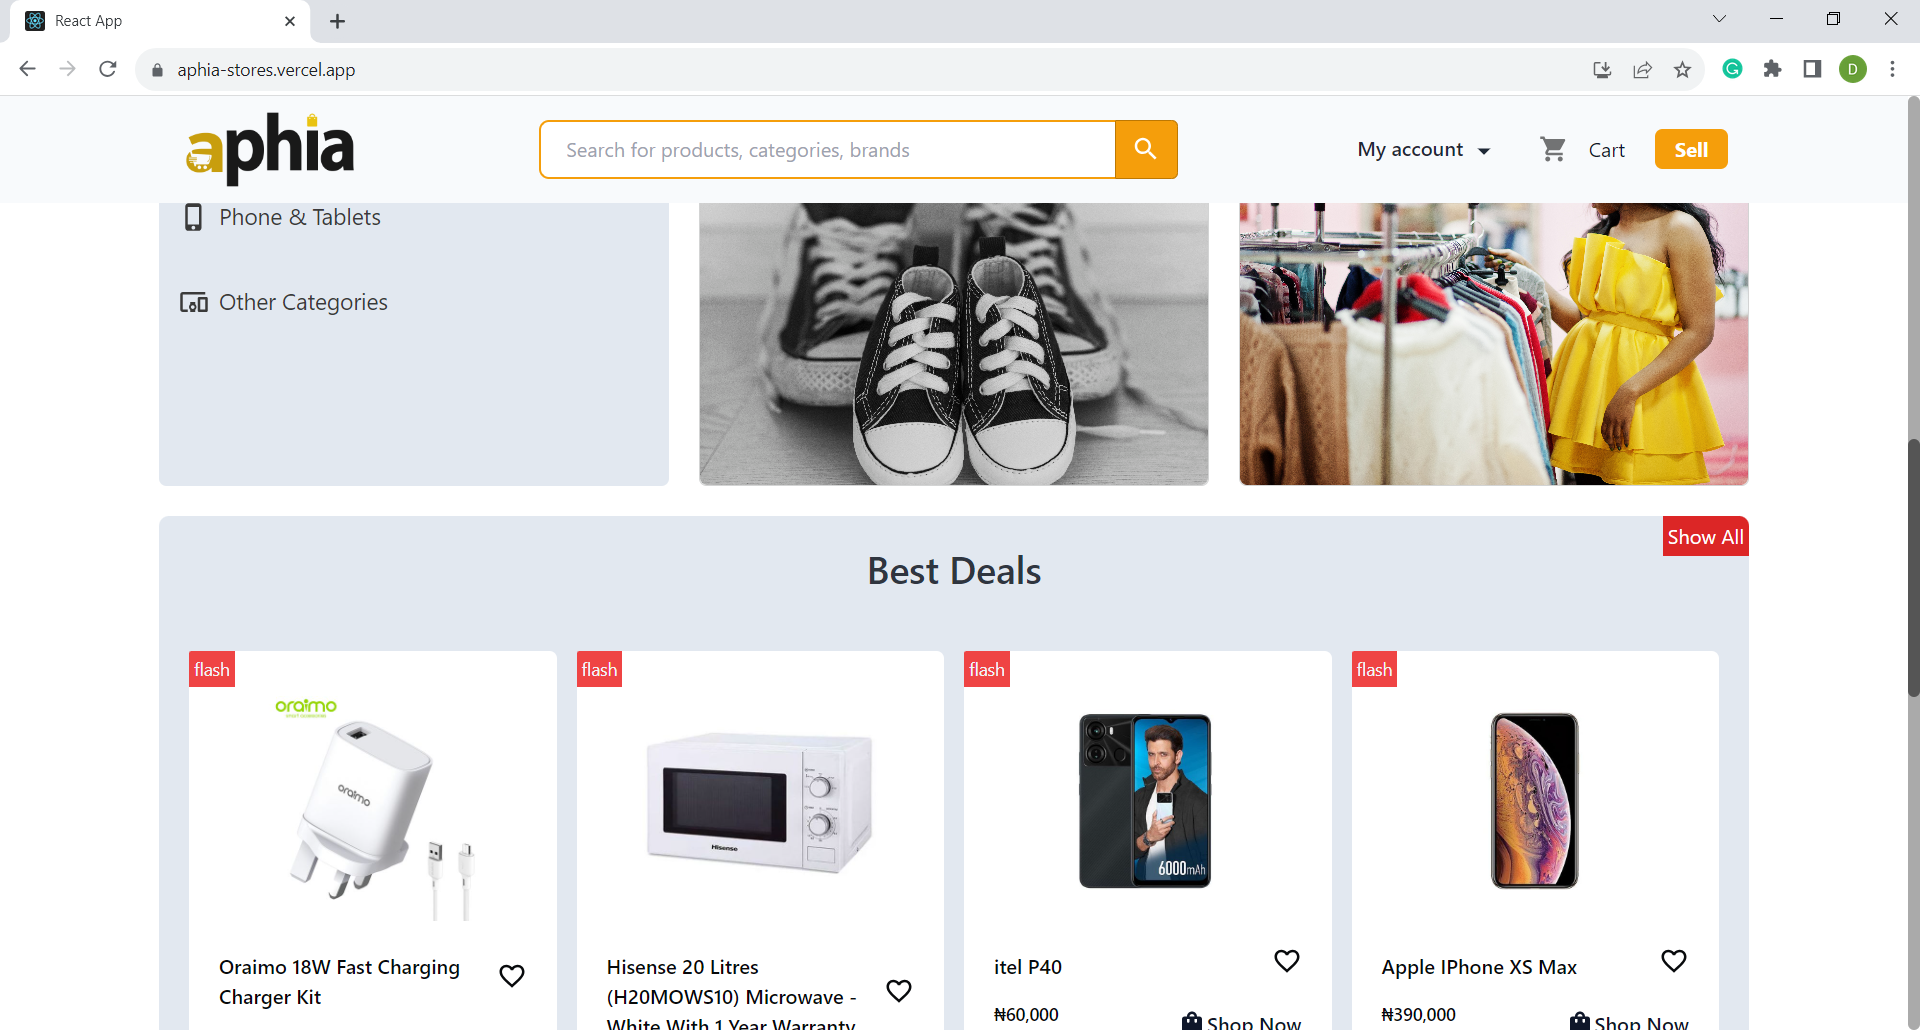 React App
aphia-stores.vercel.app
D
aphia
Search for products, categories, brands
My account
Cart
Sell
Phone & Tablets
Other Categories
Show All
Best Deals
flash
flash
flash
flash
oraimo
oraimo
Hisense
6000mAh
Oraimo 18W Fast Charging
Charger Kit
Hisense 20 Litres
(H20MOWS10) Microwave -
White With 1 Year Warranty
itel P40
₦60,000
Shop Now
Apple IPhone XS Max
₦390,000
Shop Now